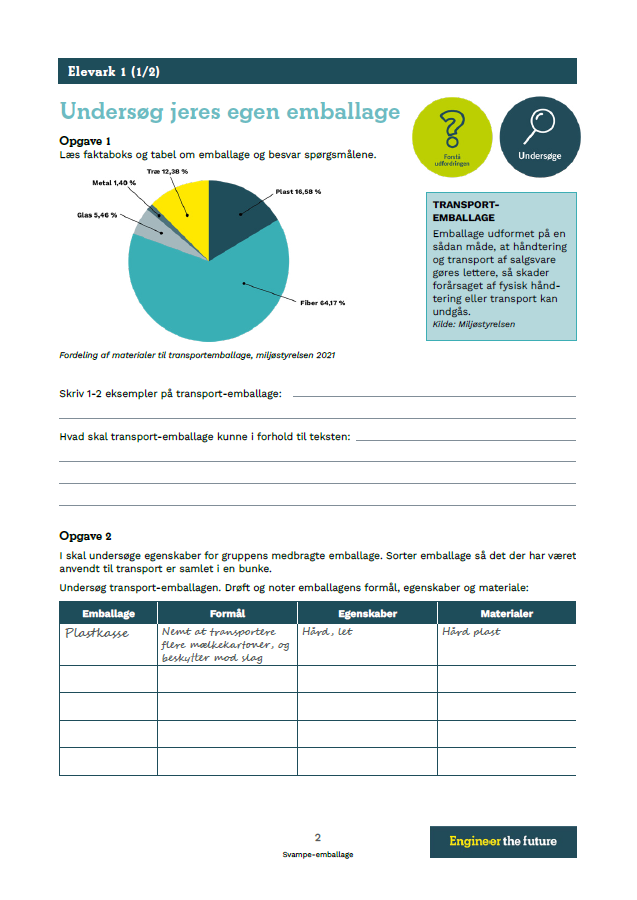 Elevark 1 (1/2)
Undersøg jeres egen emballage
Forstå
udfordringen
Undersøge
Opgave 1
Læs faktaboks og tabel om emballage og besvar spørgsmålene.
Træ 12,38 %
Metal 1,40 %
Plast 16,58 %
Glas 5,46 %
Fiber 64,17 %
Fordeling af materialer til transportemballage, miljøstyrelsen 2021
TRANSPORT-
EMBALLAGE
Emballage udformet på en
sådan måde, at håndtering
og transport af salgsvare
gøres lettere, så skader
forårsaget af fysisk hånd-
tering eller transport kan
undgås.
Kilde: Miljøstyrelsen
Skriv 1-2 eksempler på transport-emballage:
Hvad skal transport-emballage kunne i forhold til teksten:
Opgave 2
I skal undersøge egenskaber for gruppens medbragte emballage. Sorter emballage så det der har været
anvendt til transport er samlet i en bunke.
Undersøg transport-emballagen. Drøft og noter emballagens formål, egenskaber og materiale:
Emballage Formål Egenskaber Materialer
Plastkasse Nemt at transportere Hård, let Hård plast
flere mælkekartoner, og
beskytter mod slag
2
Svampe-emballage
Engineer the future